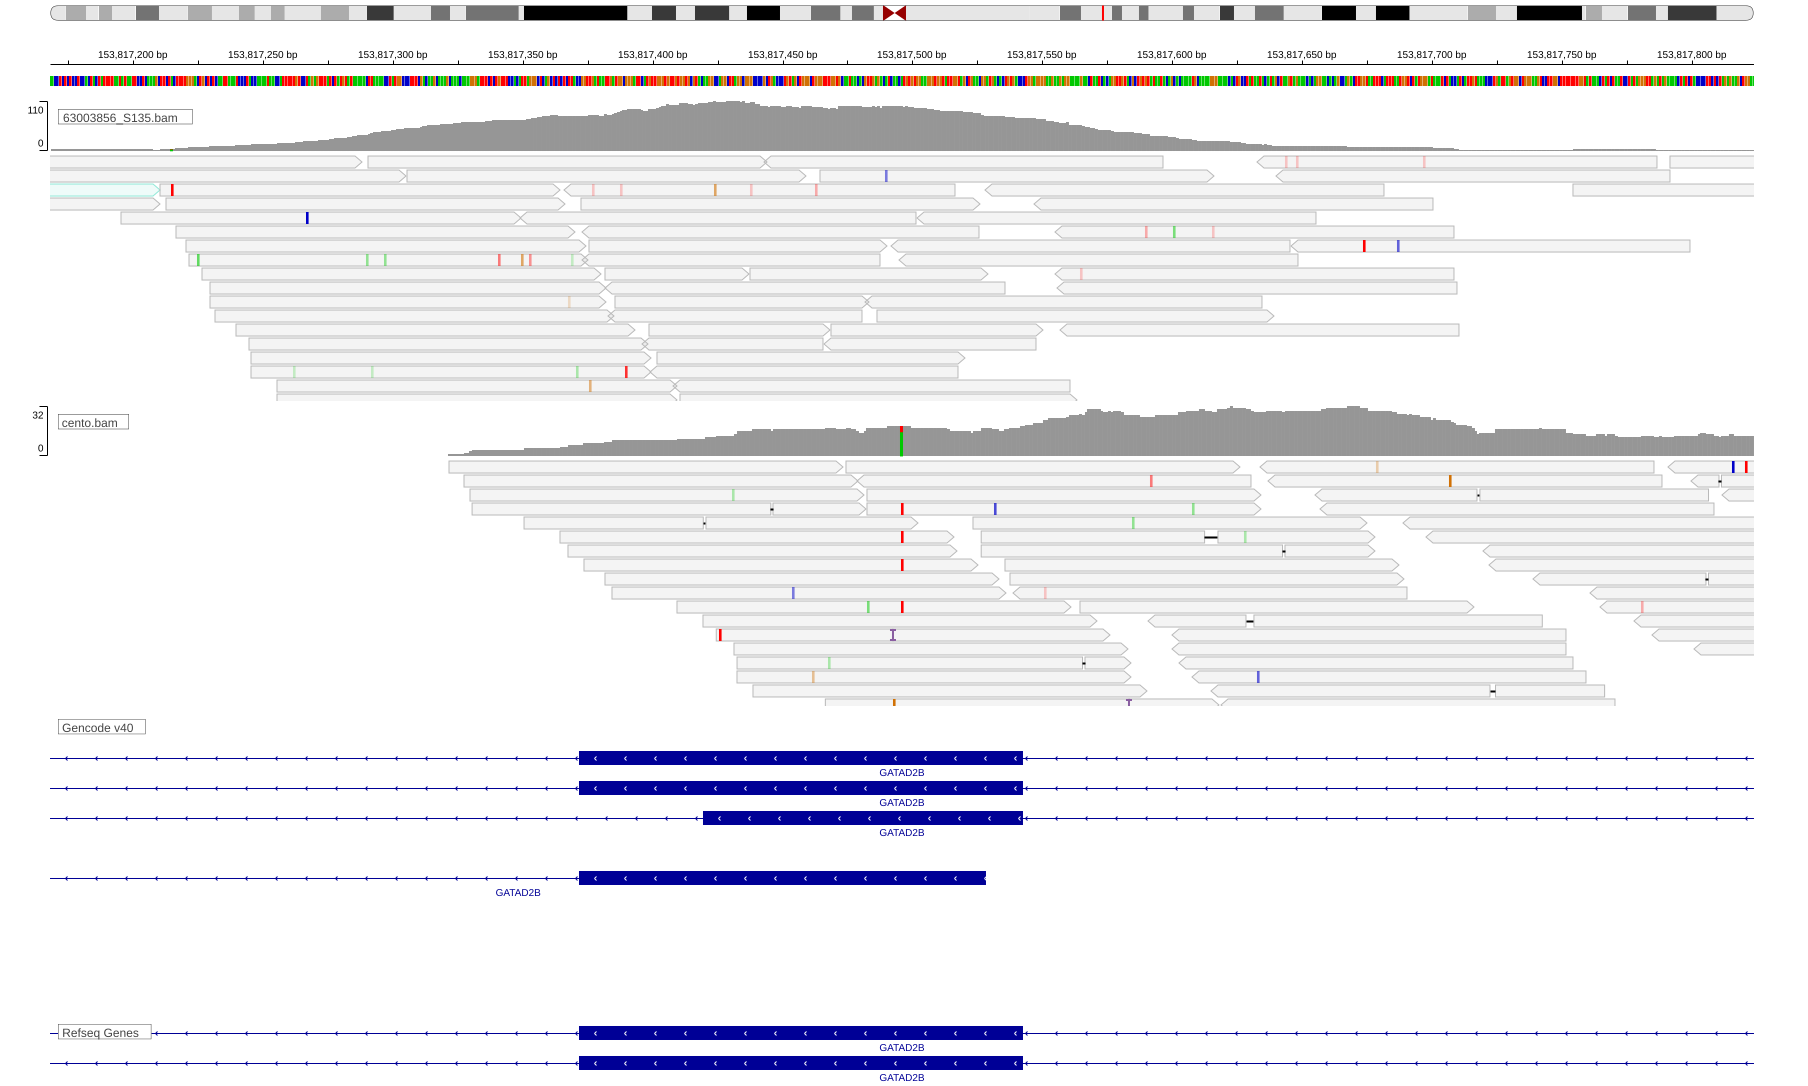 153,817,200 bp 153,817,250 bp 153,817,300 bp 153,817,350 bp 153,817,400 bp 153,817,450 bp 153,817,500 bp 153,817,550 bp 153,817,600 bp 153,817,650 bp 153,817,700 bp 153,817,750 bp 153,817,800 bp
110
63003856_S135.bam
0
32
cento.bam
0
Gencode v40
GATAD2B
GATAD2B
GATAD2B
GATAD2B
Refseq Genes
GATAD2B
GATAD2B